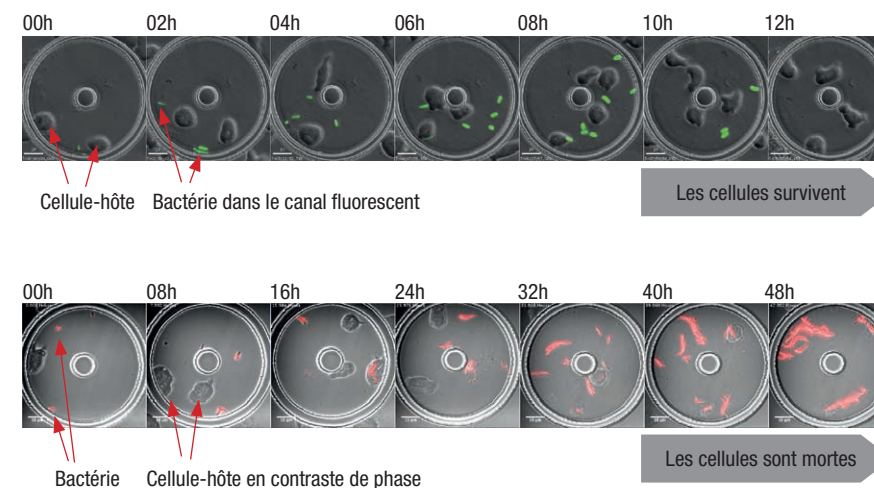 00h 02h 04h 06h 08h 10h 12h
Cellule-hôte Bactérie dans le canal fluorescent
Les cellules survivent
00h 08h 16h 24h 32h 40h 48h
Bactérie Cellule-hôte en contraste de phase
Les cellules sont mortes